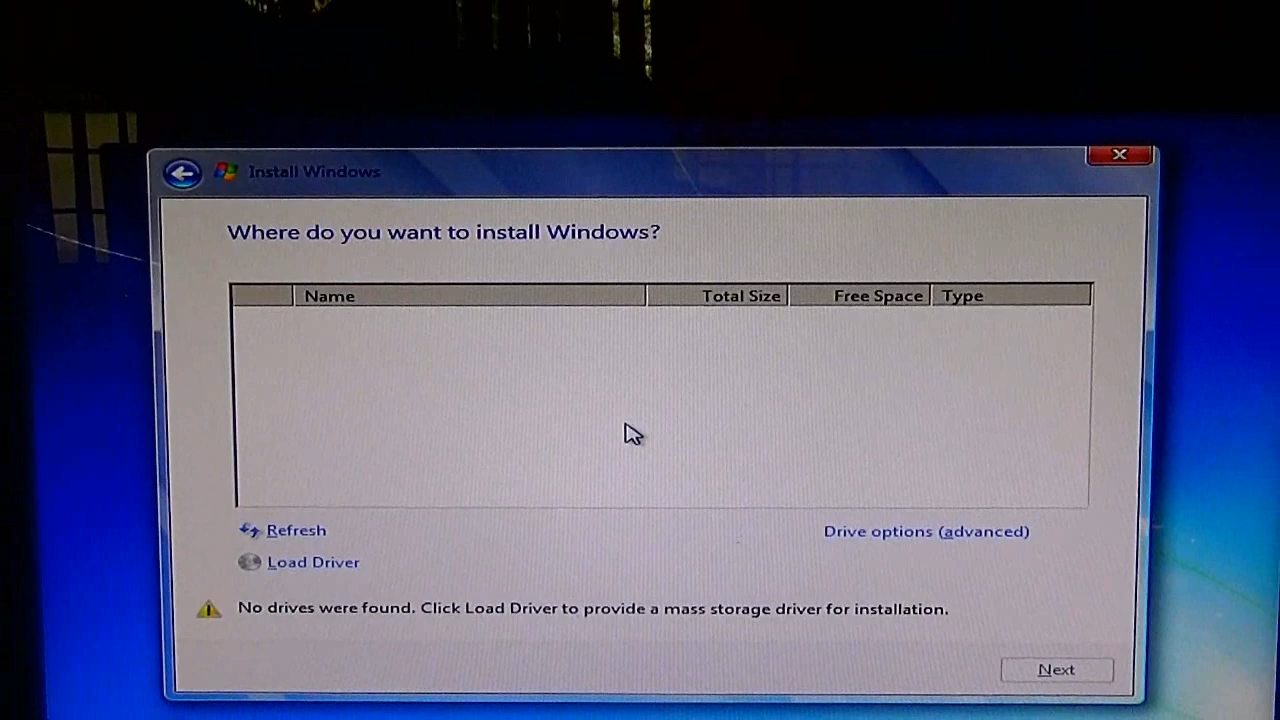 Install Windows
Where do you want to install Windows?
Name Total Size Free Space Type
Refresh Drive options (advanced)
Load Driver
No drives were found. Click Load Driver to provide a mass storage driver for installation.
Next